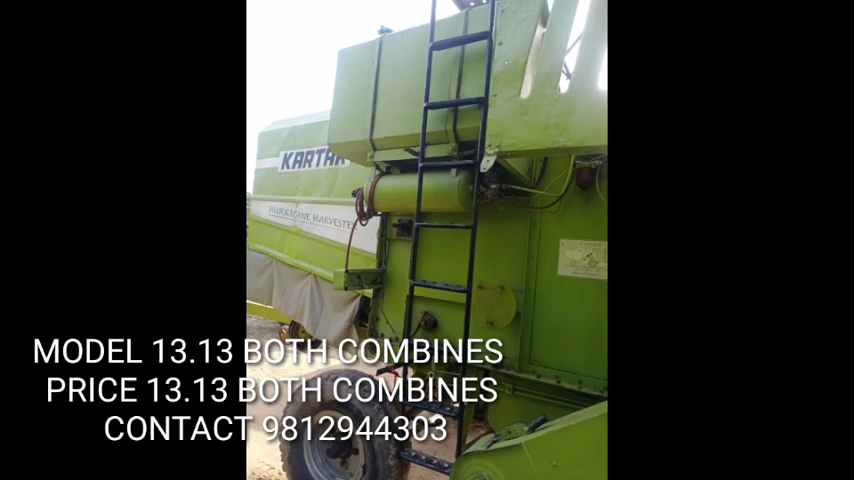 KARTAR
HURRICANE HARVESTER
MODEL 13.13 BOTH COMBINES
PRICE 13.13 BOTH COMBINES
CONTACT 9812944303